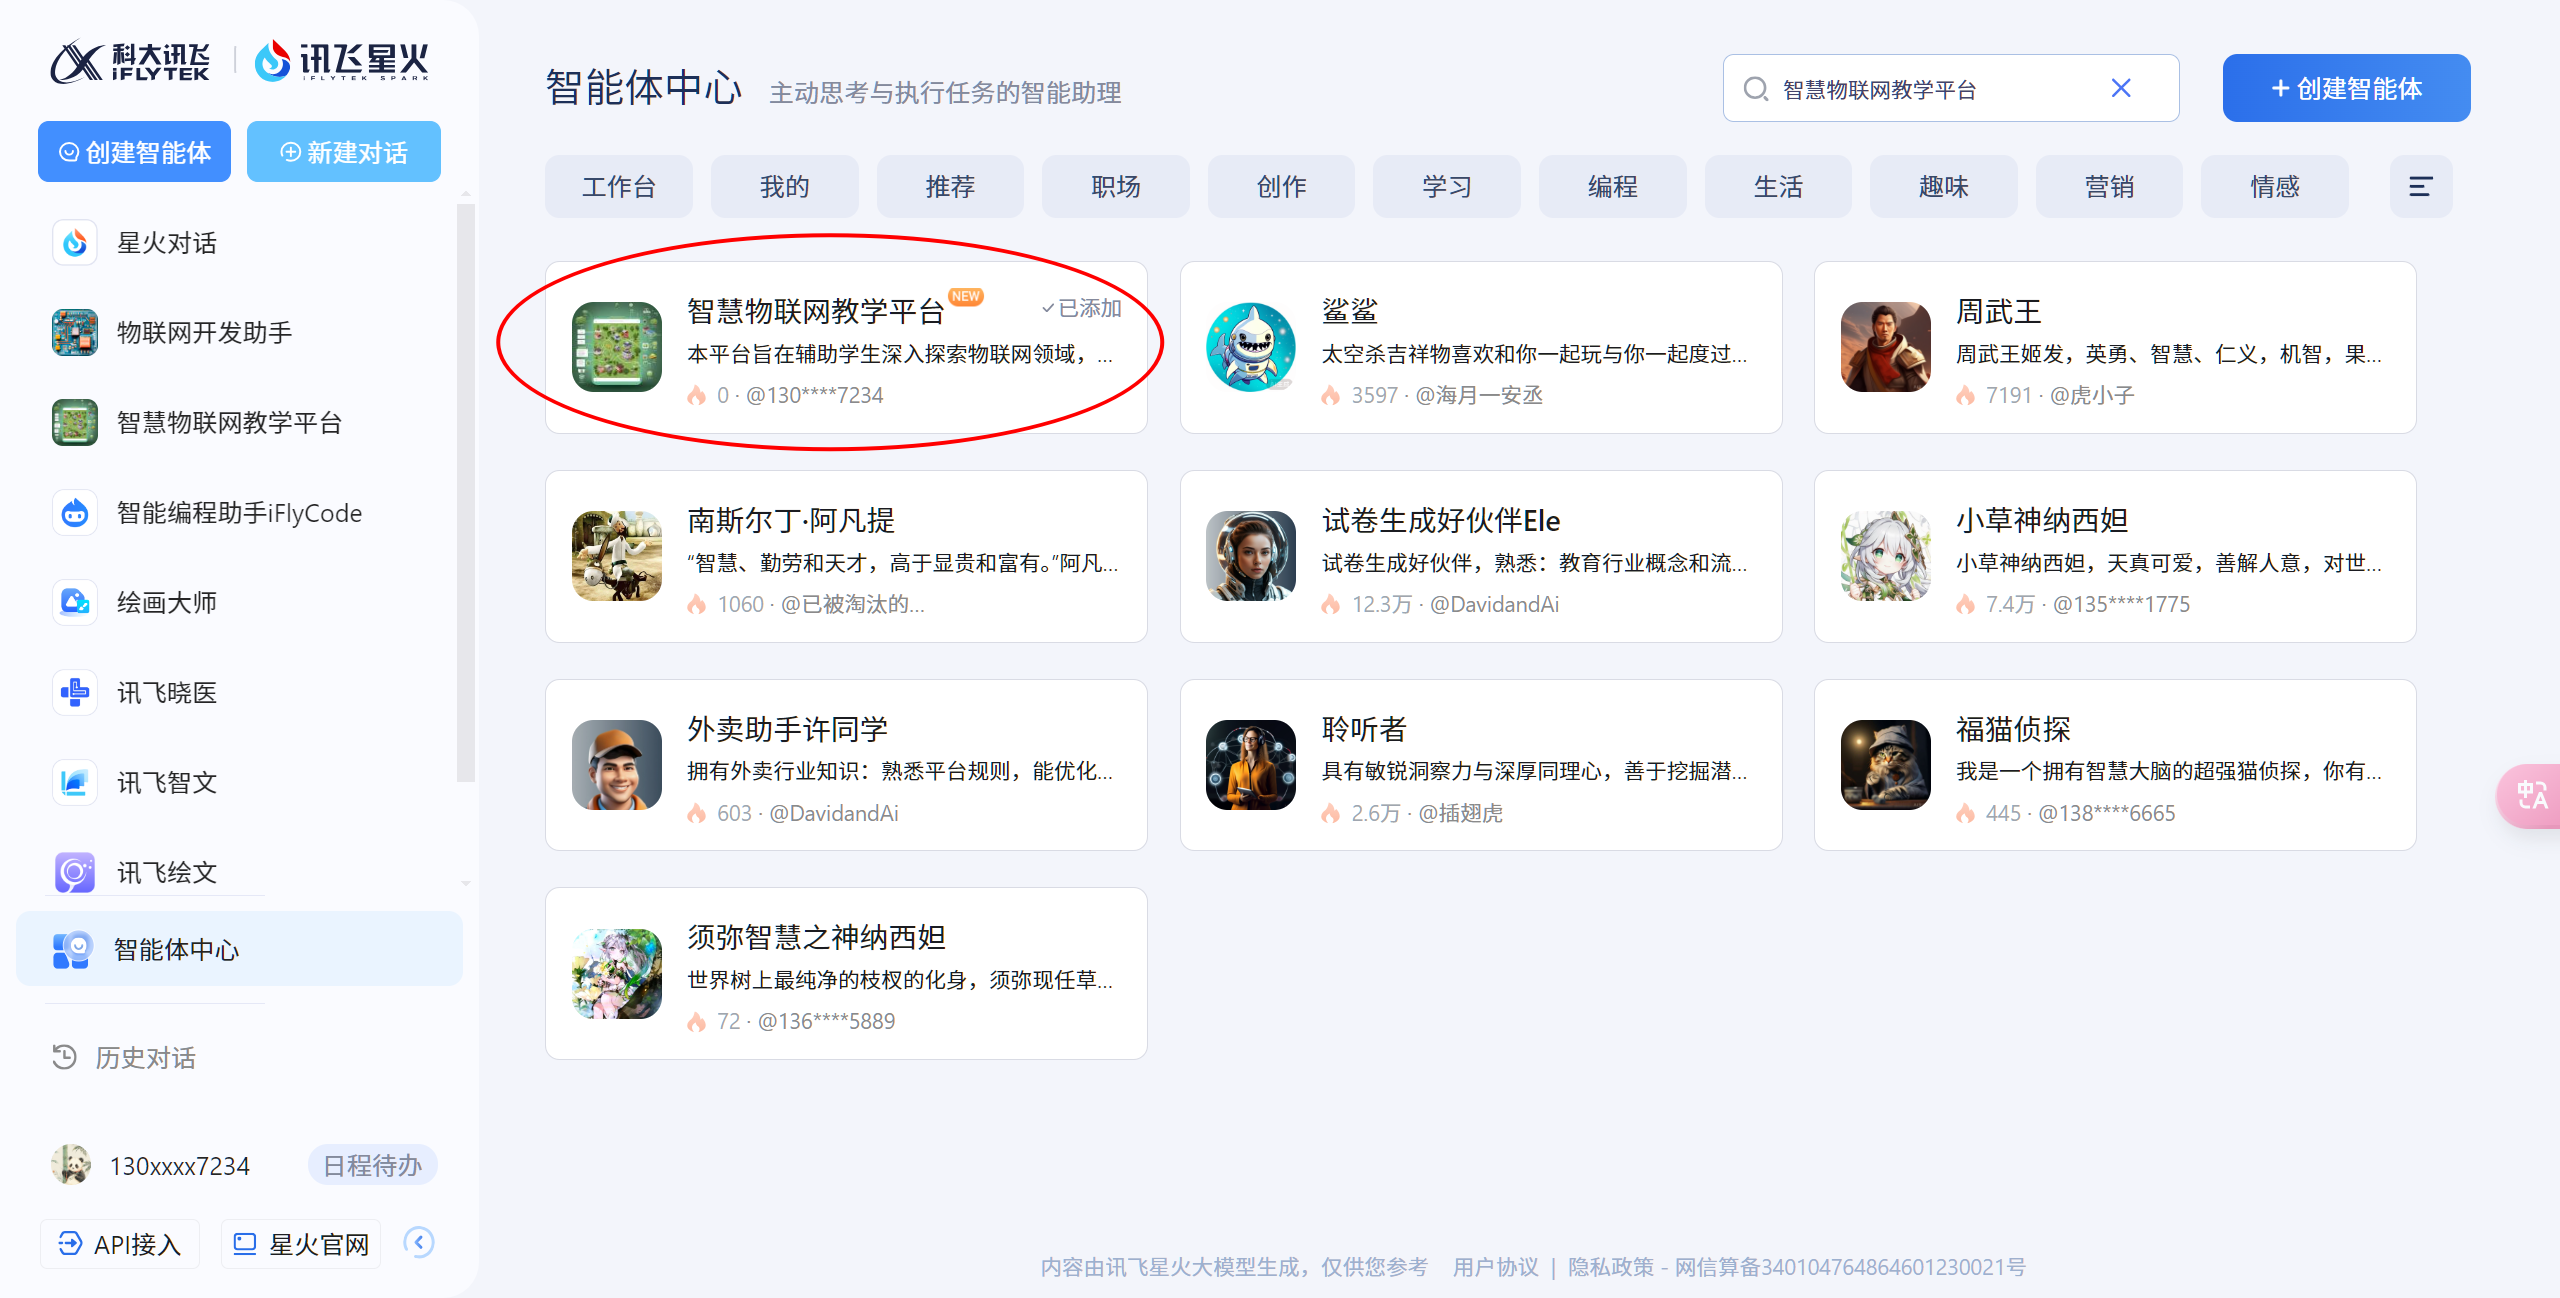 科大讯飞
iFLYTEK
讯飞星火
IFLYTEK SPARK
创建智能体
新建对话
星火对话
物联网开发助手
智慧物联网教学平台
智能编程助手iFlyCode
绘画大师
讯飞晓医
讯飞智文
讯飞绘文
智能体中心
历史对话
130xxxx7234
日程待办
API接入
星火官网
智能体中心 主动思考与执行任务的智能助理
智慧物联网教学平台
+ 创建智能体
工作台 我的 推荐 职场 创作 学习 编程 生活 趣味 营销 情感
智慧物联网教学平台 NEW 已添加
本平台旨在辅助学生深入探索物联网领域，...
0 · @130****7234
鲨鲨
太空杀吉祥物喜欢和你一起玩与你一起度过...
3597 · @海月一安丞
周武王
周武王姬发，英勇、智慧、仁义，机智，果...
7191 · @虎小子
南斯尔丁·阿凡提
“智慧、勤劳和天才，高于显贵和富有。”阿凡...
1060 · @已被淘汰的...
试卷生成好伙伴Ele
试卷生成好伙伴，熟悉：教育行业概念和流...
12.3万 · @DavidandAi
小草神纳西妲
小草神纳西妲，天真可爱，善解人意，对世...
7.4万 · @135****1775
外卖助手许同学
拥有外卖行业知识：熟悉平台规则，能优化...
603 · @DavidandAi
聆听者
具有敏锐洞察力与深厚同理心，善于挖掘潜...
2.6万 · @插翅虎
福猫侦探
我是一个拥有智慧大脑的超强猫侦探，你有...
445 · @138****6665
须弥智慧之神纳西妲
世界树上最纯净的枝杈的化身，须弥现任草...
72 · @136****5889
中A
内容由讯飞星火大模型生成，仅供您参考 用户协议 | 隐私政策 - 网信算备340104764864601230021号